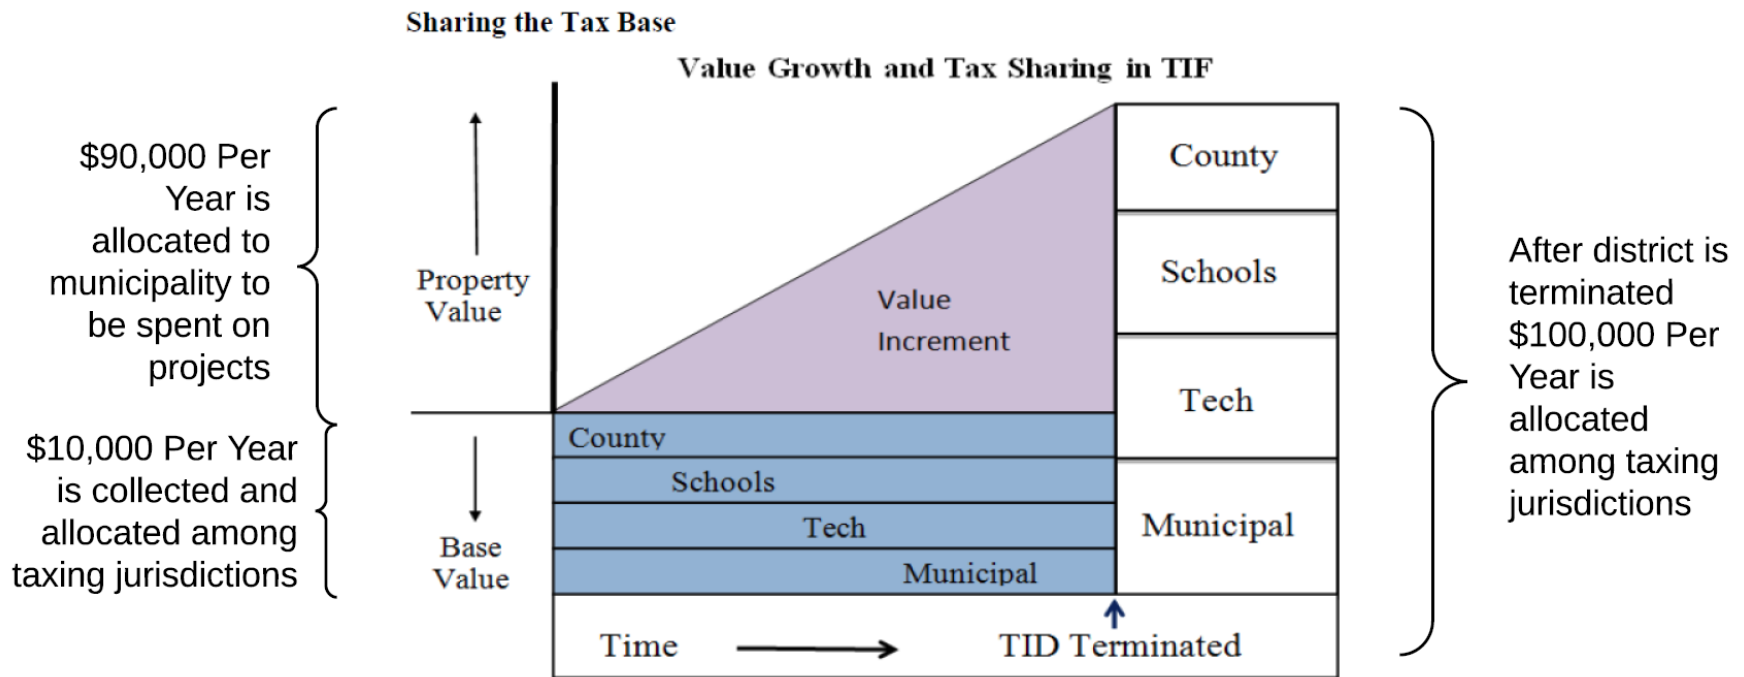 Sharing the Tax Base
Value Growth and Tax Sharing in TIF
$90,000 Per
Year is
allocated to
municipality to
be spent on
projects
$10,000 Per Year
is collected and
allocated among
taxing jurisdictions
Property
Value
Base
Value
Value
Increment
County
Schools
Tech
Municipal
County
Schools
Tech
Municipal
Time
TID Terminated
After district is
terminated
$100,000 Per
Year is
allocated
among taxing
jurisdictions